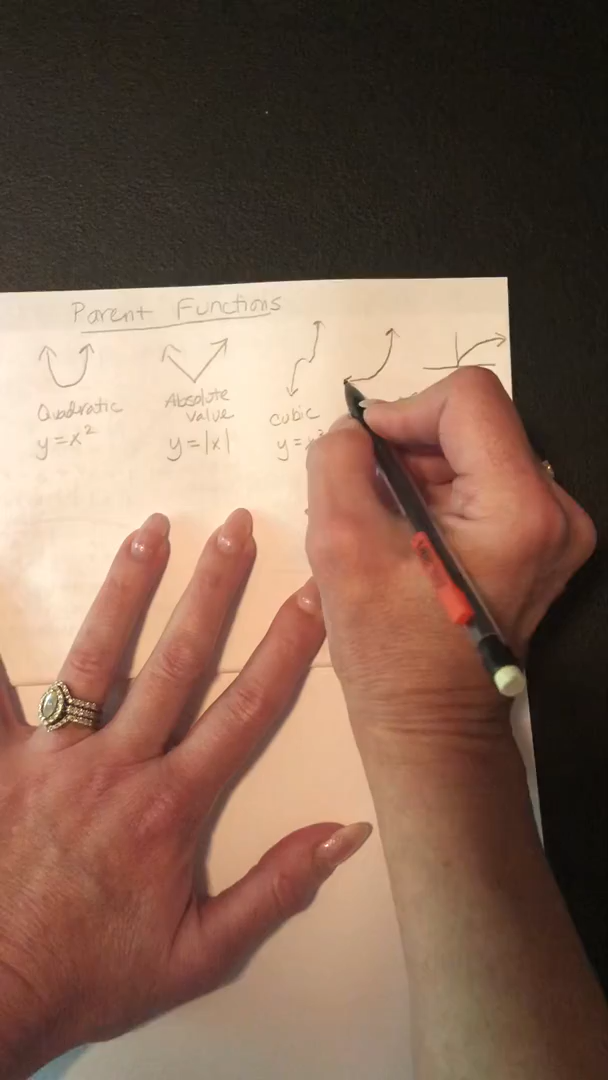 Parent Functions
Quadratic
y=x²
Absolute
Value
y=|x|
cubic
y=